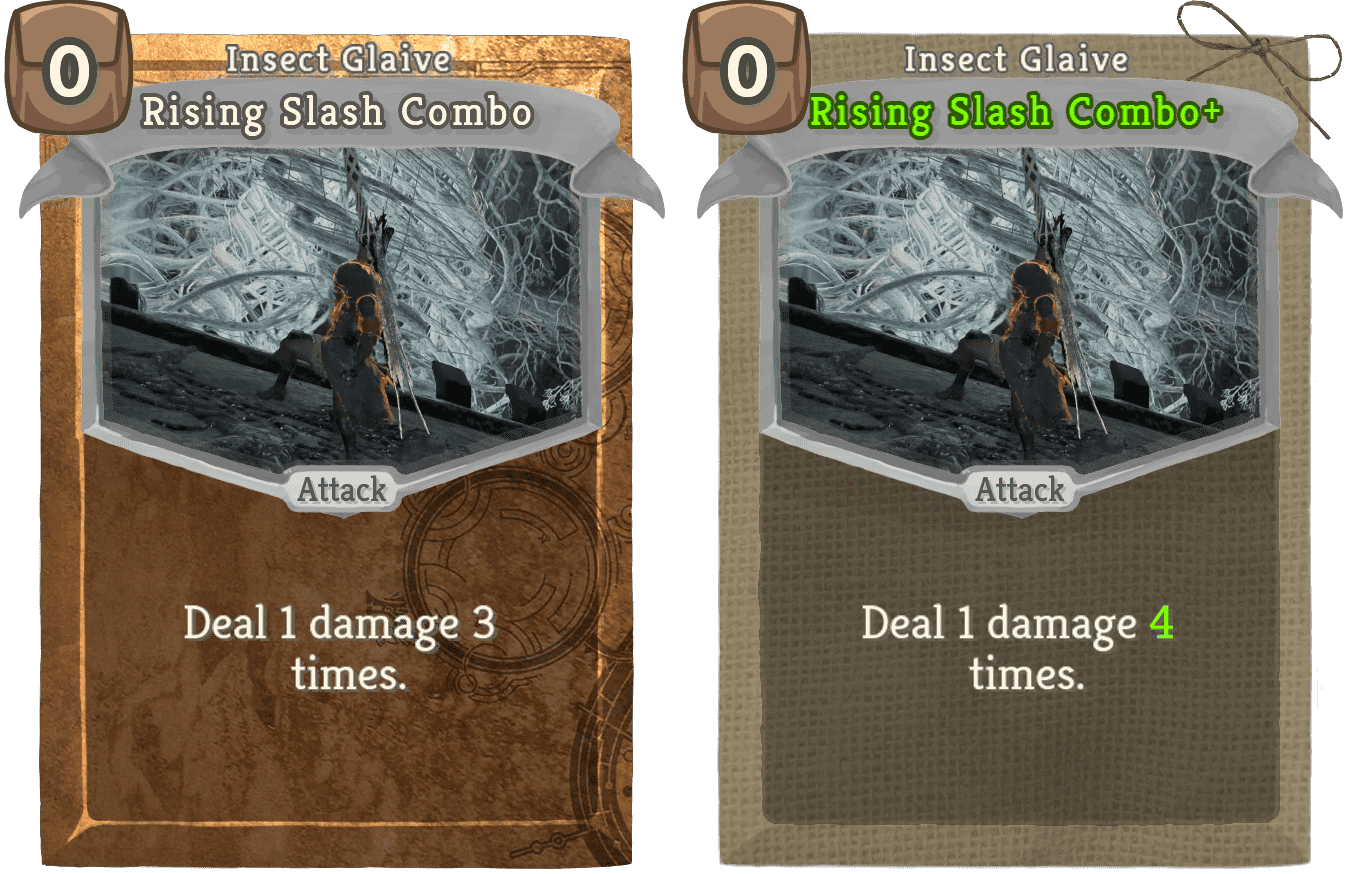 0
Insect Glaive
Rising Slash Combo
Attack
Deal 1 damage 3
times.
0
Insect Glaive
Rising Slash Combo+
Attack
Deal 1 damage 4
times.